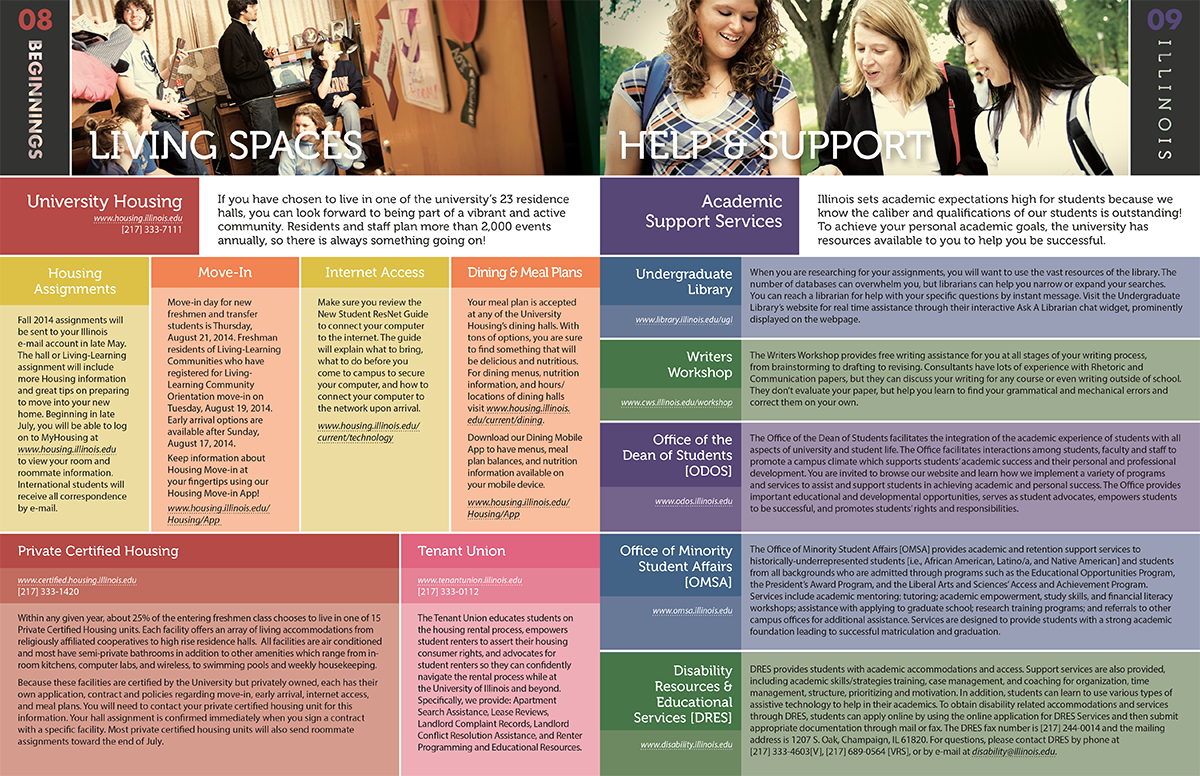 08
BEGINNINGS
LIVING SPACES
University Housing
www.housing.illinois.edu
[217] 333-7111
If you have chosen to live in one of the university's 23 residence
halls, you can look forward to being part of a vibrant and active
community. Residents and staff plan more than 2,000 events
annually, so there is always something going on!
Housing
Assignments
Fall 2014 assignments will
be sent to your Illinois
e-mail account in late May.
The hall or Living-Learning
assignment will include
more Housing information
and great tips on preparing
to move into your new
home. Beginning in late
July, you will be able to log
on to MyHousing at
www.housing.illinois.edu
to view your room and
roommate information.
International students will
receive all correspondence
by e-mail.
Move-In
Move-in day for new
freshmen and transfer
students is Thursday,
August 21, 2014. Freshman
residents of Living-Learning
Communities who have
registered for Living-
Learning Community
Orientation move-in on
Tuesday, August 19, 2014.
Early arrival options are
available after Sunday,
August 17, 2014.
Keep information about
Housing Move-in at
your fingertips using our
Housing Move-in App!
www.housing.illinois.edu/
Housing/App
Internet Access
Make sure you review the
New Student ResNet Guide
to connect your computer
to the internet. The guide
will explain what to bring,
what to do before you
come to campus to secure
your computer, and how to
connect your computer to
the network upon arrival.
www.housing.illinois.edu/
current/technology
Dining & Meal Plans
Your meal plan is accepted
at any of the University
Housing's dining halls. With
tons of options, you are sure
to find something that will
be delicious and nutritious.
For dining menus, nutrition
information, and hours/
locations of dining halls
visit www.housing.illinois.
edu/current/dining.
Download our Dining Mobile
App to have menus, meal
plan balances, and nutrition
information available on
your mobile device.
www.housing.illinois.edu/
Housing/App
Private Certified Housing
www.certified.housing.illinois.edu
[217] 333-1420
Within any given year, about 25% of the entering freshmen class chooses to live in one of 15
Private Certified Housing units. Each facility offers an array of living accommodations from
religiously affiliated cooperatives to high rise residence halls. All facilities are air conditioned
and most have semi-private bathrooms in addition to other amenities which range from in-
room kitchens, computer labs, and wireless, to swimming pools and weekly housekeeping.
Because these facilities are certified by the University but privately owned, each has their
own application, contract and policies regarding move-in, early arrival, internet access,
and meal plans. You will need to contact your private certified housing unit for this
information. Your hall assignment is confirmed immediately when you sign a contract
with a specific facility. Most private certified housing units will also send roommate
assignments toward the end of July.
Tenant Union
www.tenantunion.illinois.edu
[217] 333-0112
The Tenant Union educates students on
the housing rental process, empowers
student renters to assert their housing
consumer rights, and advocates for
student renters so they can confidently
navigate the rental process while at
the University of Illinois and beyond.
Specifically, we provide: Apartment
Search Assistance, Lease Reviews,
Landlord Complaint Records, Landlord
Conflict Resolution Assistance, and Renter
Programming and Educational Resources.
09
ILLINOIS
HELP & SUPPORT
Academic
Support Services
Illinois sets academic expectations high for students because we
know the caliber and qualifications of our students is outstanding!
To achieve your personal academic goals, the university has
resources available to you to help you be successful.
Undergraduate
Library
www.library.illinois.edu/ugl
When you are researching for your assignments, you will want to use the vast resources of the library. The
number of databases can overwhelm you, but librarians can help you narrow or expand your searches.
You can reach a librarian for help with your specific questions by instant message. Visit the Undergraduate
Library's website for real time assistance through their interactive Ask A Librarian chat widget, prominently
displayed on the webpage.
Writers
Workshop
www.cws.illinois.edu/workshop
The Writers Workshop provides free writing assistance for you at all stages of your writing process,
from brainstorming to drafting to revising. Consultants have lots of experience with Rhetoric and
Communication papers, but they can discuss your writing for any course or even writing outside of school.
They don't evaluate your paper, but help you learn to find your grammatical and mechanical errors and
correct them on your own.
Office of the
Dean of Students
[ODOS]
www.odos.illinois.edu
The Office of the Dean of Students facilitates the integration of the academic experience of students with all
aspects of university and student life. The Office facilitates interactions among students, faculty and staff to
promote a campus climate which supports students' academic success and their personal and professional
development. You are invited to browse our website and learn how we implement a variety of programs
and services to assist and support students in achieving academic and personal success. The Office provides
important educational and developmental opportunities, serves as student advocates, empowers students
to be successful, and promotes students' rights and responsibilities.
Office of Minority
Student Affairs
[OMSA]
www.omsa.illinois.edu
The Office of Minority Student Affairs [OMSA] provides academic and retention support services to
historically-underrepresented students [i.e., African American, Latino/a, and Native American] and students
from all backgrounds who are admitted through programs such as the Educational Opportunities Program,
the President's Award Program, and the Liberal Arts and Sciences' Access and Achievement Program.
Services include academic mentoring; tutoring; academic empowerment, study skills, and financial literacy
workshops; assistance with applying to graduate school; research training programs; and referrals to other
campus offices for additional assistance. Services are designed to provide students with a strong academic
foundation leading to successful matriculation and graduation.
Disability
Resources &
Educational
Services [DRES]
www.disability.illinois.edu
DRES provides students with academic accommodations and access. Support services are also provided,
including academic skills/strategies training, case management, and coaching for organization, time
management, structure, prioritizing and motivation. In addition, students can learn to use various types of
assistive technology to help in their academics. To obtain disability related accommodations and services
through DRES, students can apply online by using the online application for DRES Services and then submit
appropriate documentation through mail or fax. The DRES fax number is [217] 244-0014 and the mailing
address is 1207 S. Oak, Champaign, IL 61820. For questions, please contact DRES by phone at
[217] 333-4603[V], [217] 689-0564 [VRS], or by e-mail at disability@illinois.edu.